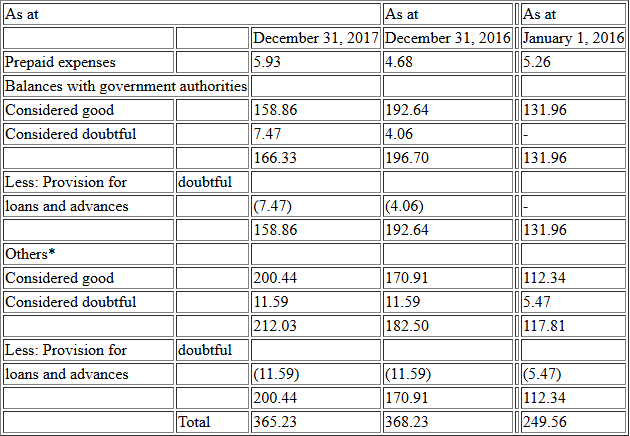 As at As at As at
December 31, 2017 December 31, 2016 January 1, 2016
Prepaid expenses 5.93 4.68 5.26
Balances with government authorities
Considered good 158.86 192.64 131.96
Considered doubtful 7.47 4.06 -
166.33 196.70 131.96
Less: Provision for doubtful
loans and advances (7.47) (4.06) -
158.86 192.64 131.96
Others*
Considered good 200.44 170.91 112.34
Considered doubtful 11.59 11.59 5.47
212.03 182.50 117.81
Less: Provision for doubtful
loans and advances (11.59) (11.59) (5.47)
200.44 170.91 112.34
Total 365.23 368.23 249.56